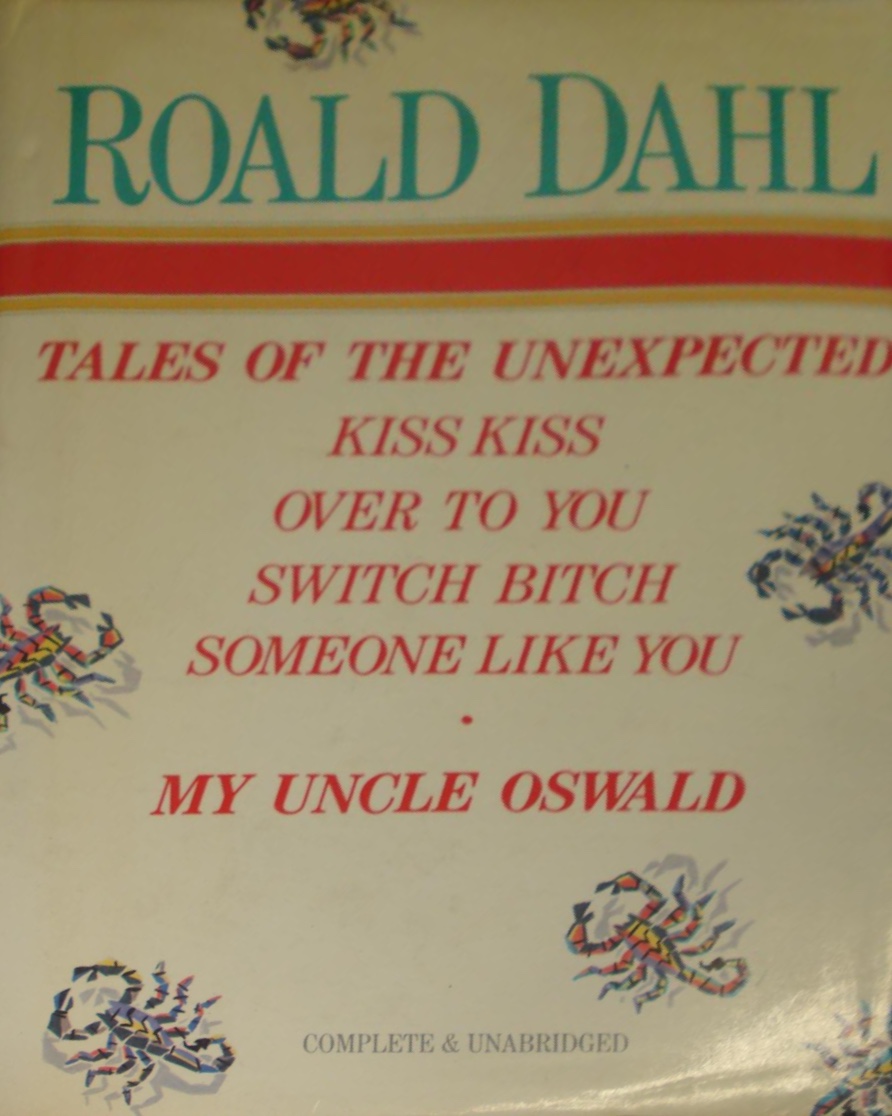 ROALD DAHL
TALES OF THE UNEXPECTED
KISS KISS
OVER TO YOU
SWITCH BITCH
SOMEONE LIKE YOU
•
MY UNCLE OSWALD
COMPLETE & UNABRIDGED